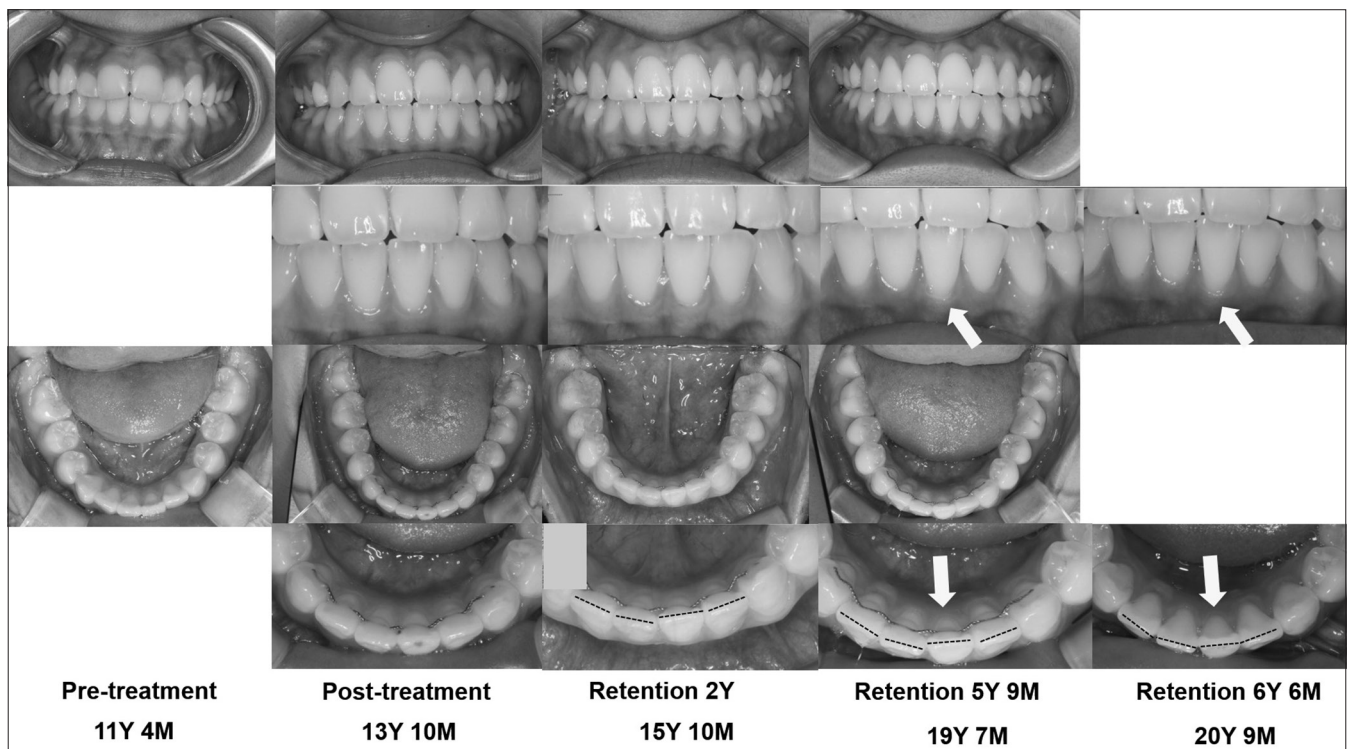 Pre-treatment
11Y 4M
Post-treatment
13Y 10M
Retention 2Y
15Y 10M
Retention 5Y 9M
19Y 7M
Retention 6Y 6M
20Y 9M